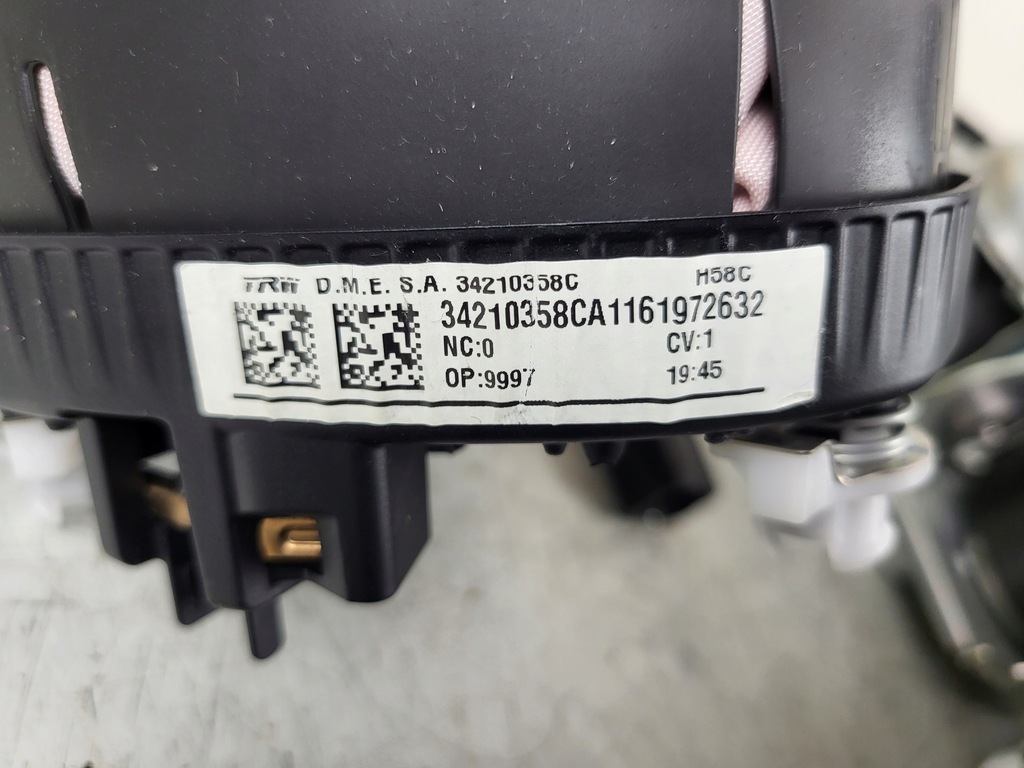 TRW D.M.E. S.A. 34210358C H58C
34210358CA1161972632
NC:0 CV:1
OP:9997 19:45